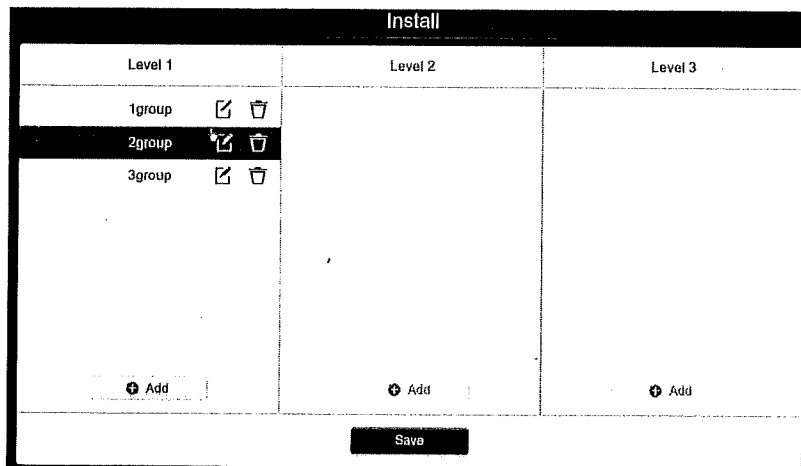 Install
Level 1 Level 2 Level 3
1group
2group
3group
Add Add Add
Save